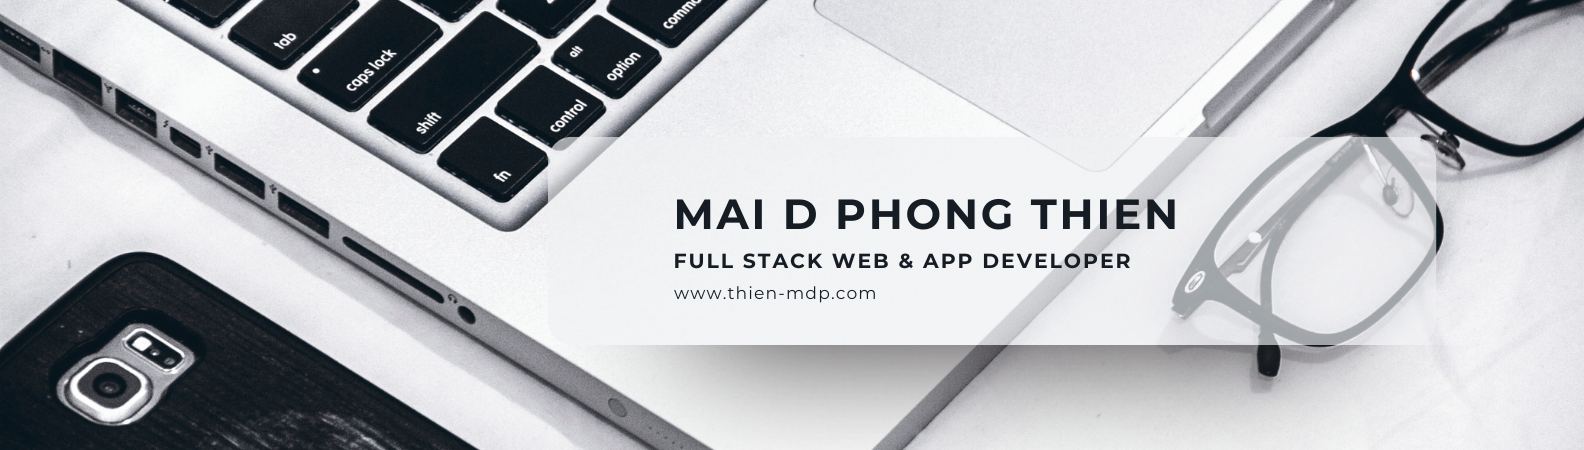 tab
caps lock
shift
fn
control
alt
option
comma
MAI D PHONG THIEN
FULL STACK WEB & APP DEVELOPER
www.thien-mdp.com